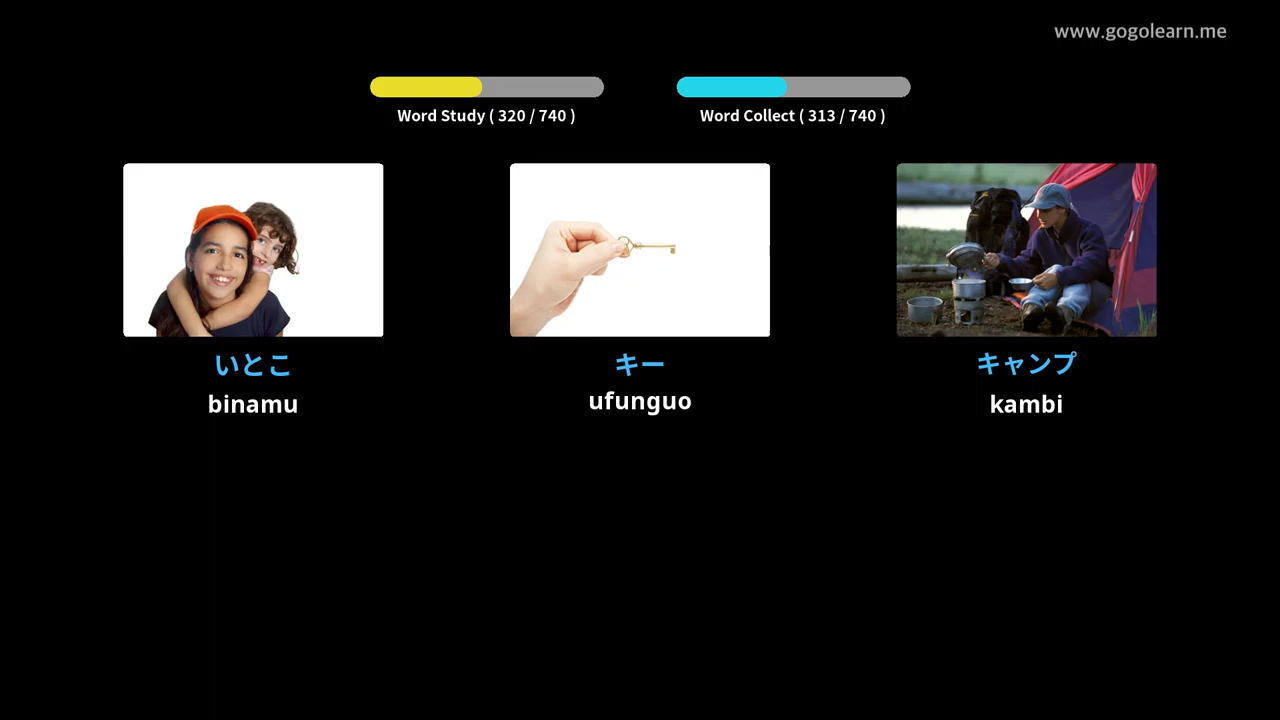 www.gogolearn.me
Word Study ( 320 / 740 )
Word Collect ( 313 / 740 )
いとこ
binamu
キー
ufunguo
キャンプ
kambi